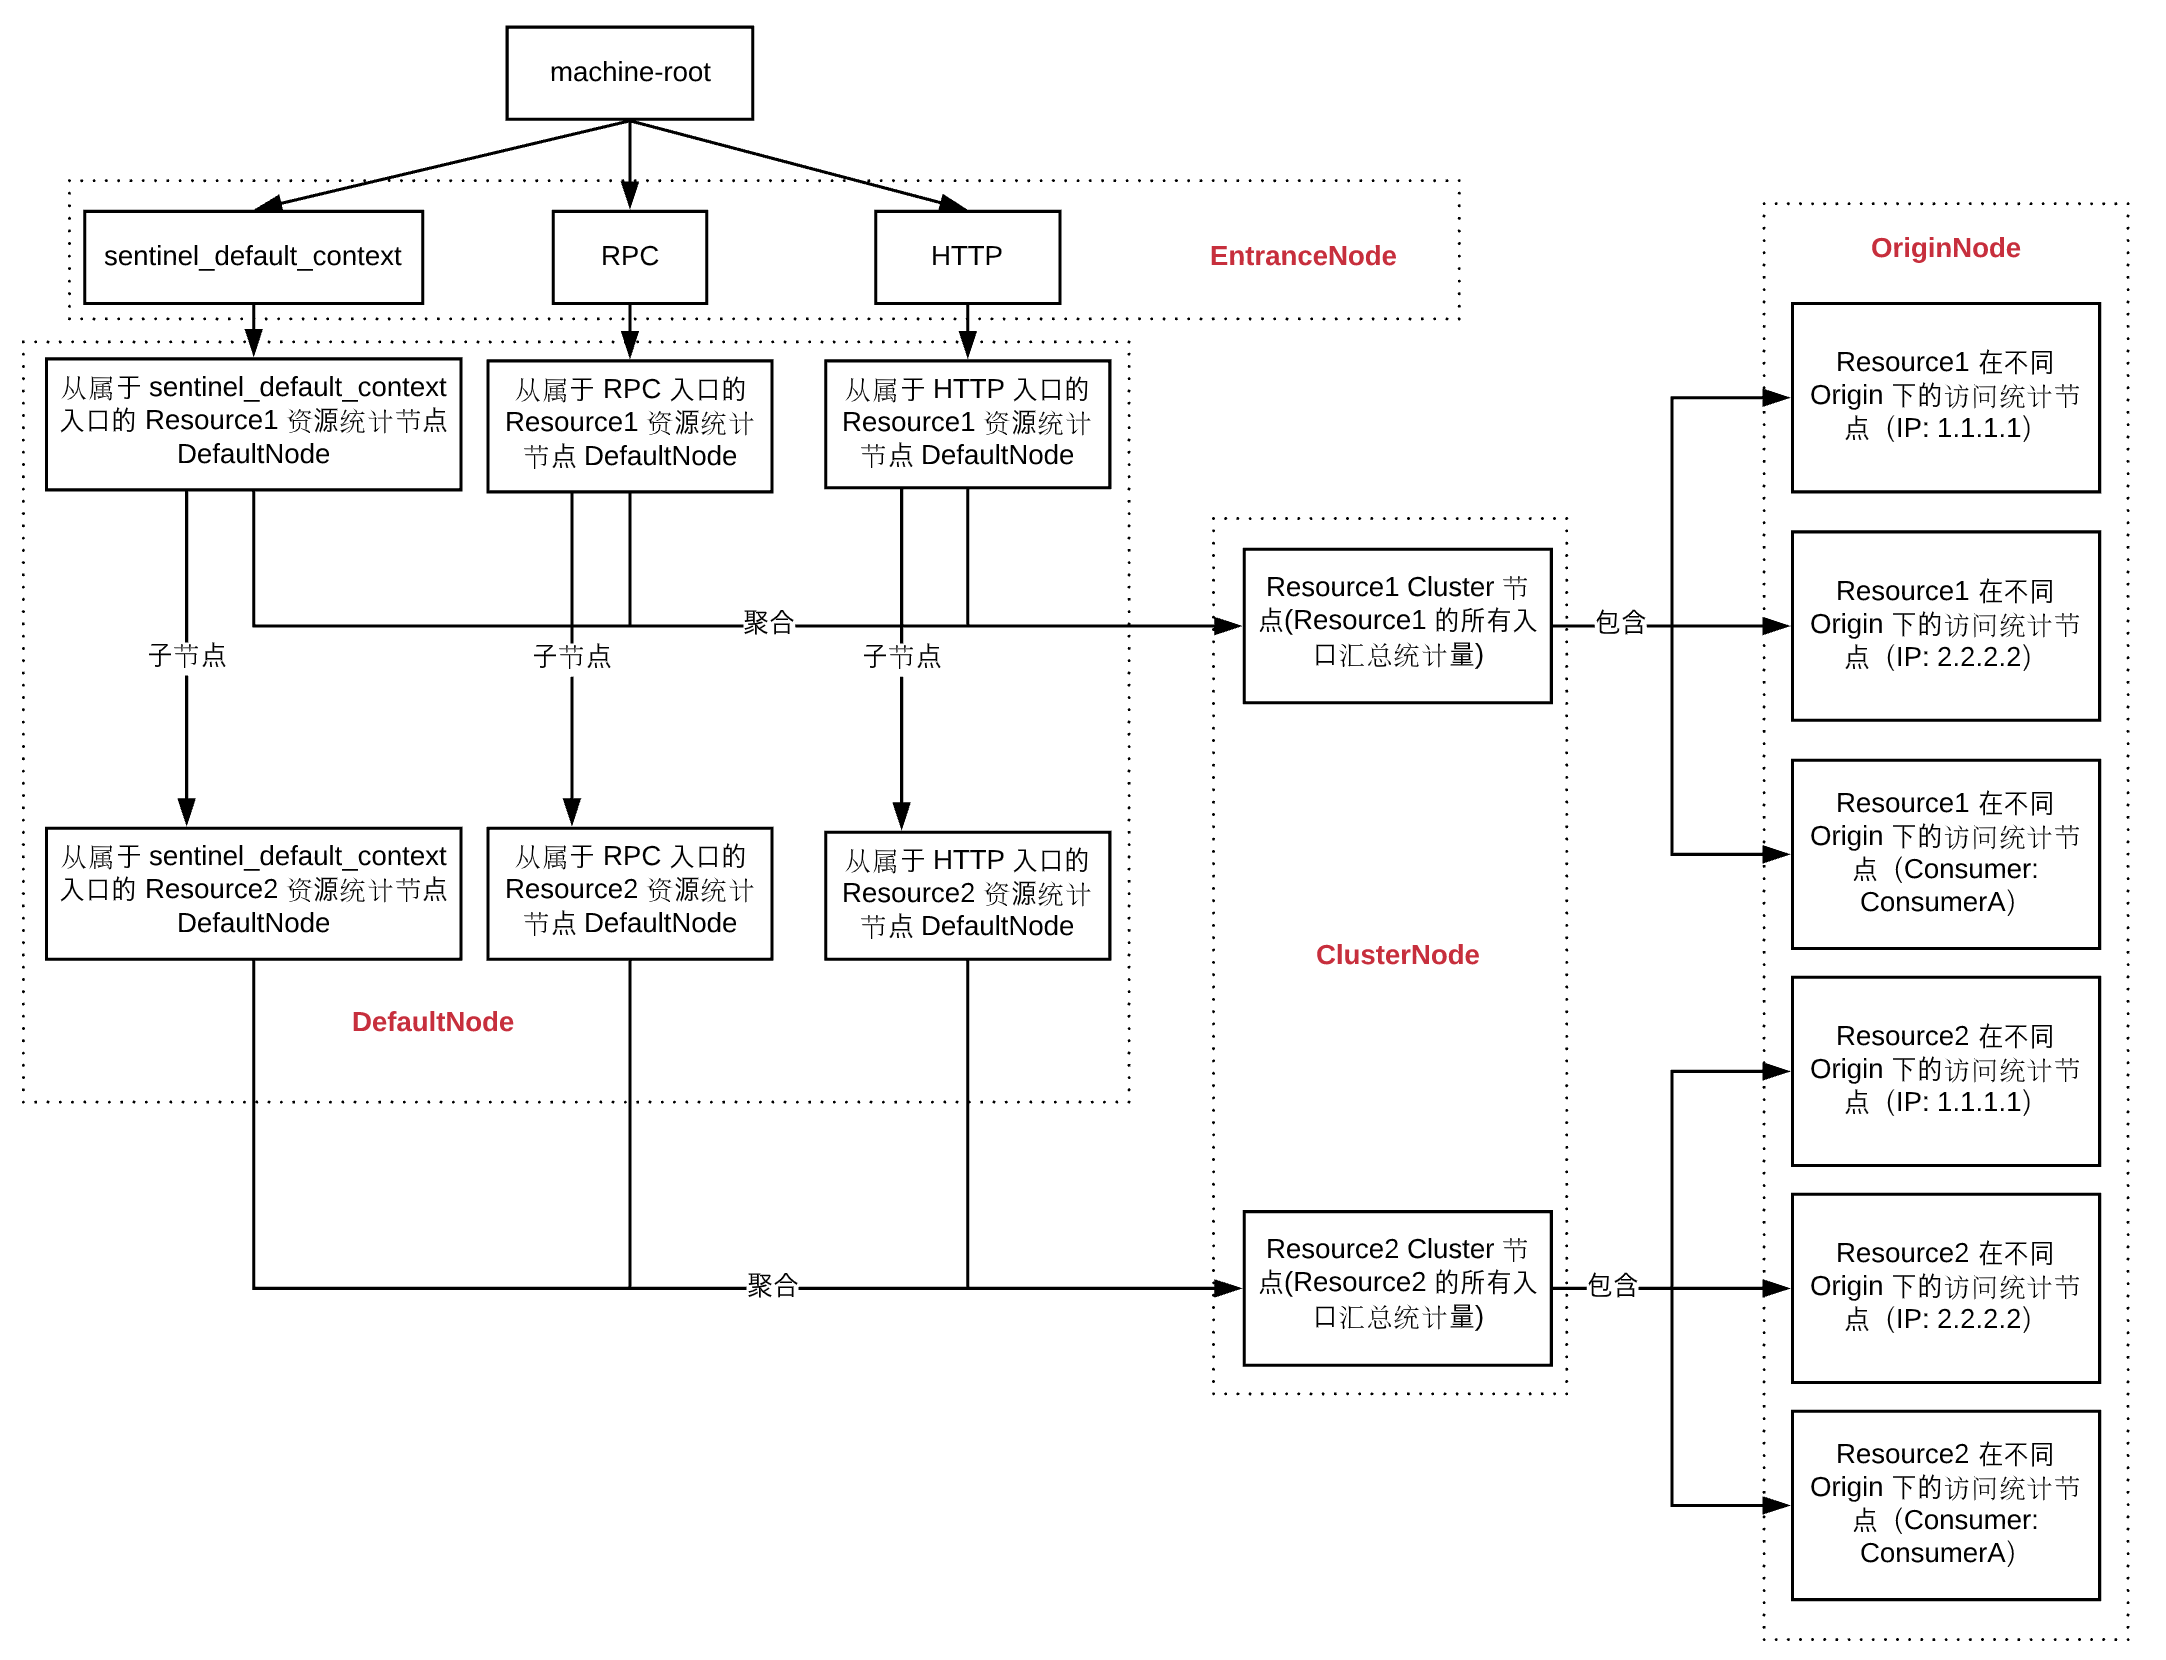 machine-root
sentinel_default_context
RPC
HTTP
EntranceNode
OriginNode
从属于 sentinel_default_context
入口的 Resource1 资源统计节点
DefaultNode
从属于 RPC 入口的
Resource1 资源统计
节点 DefaultNode
从属于 HTTP 入口的
Resource1 资源统计
节点 DefaultNode
Resource1 在不同
Origin 下的访问统计节
点（IP: 1.1.1.1）
Resource1 Cluster 节
点(Resource1 的所有入
口汇总统计量)
Resource1 在不同
Origin 下的访问统计节
点（IP: 2.2.2.2）
聚合
包含
子节点
子节点
子节点
Resource1 在不同
Origin 下的访问统计节
点（Consumer:
ConsumerA）
从属于 sentinel_default_context
入口的 Resource2 资源统计节点
DefaultNode
从属于 RPC 入口的
Resource2 资源统计
节点 DefaultNode
从属于 HTTP 入口的
Resource2 资源统计
节点 DefaultNode
ClusterNode
DefaultNode
Resource2 在不同
Origin 下的访问统计节
点（IP: 1.1.1.1）
Resource2 Cluster 节
点(Resource2 的所有入
口汇总统计量)
Resource2 在不同
Origin 下的访问统计节
点（IP: 2.2.2.2）
聚合
包含
Resource2 在不同
Origin 下的访问统计节
点（Consumer:
ConsumerA）